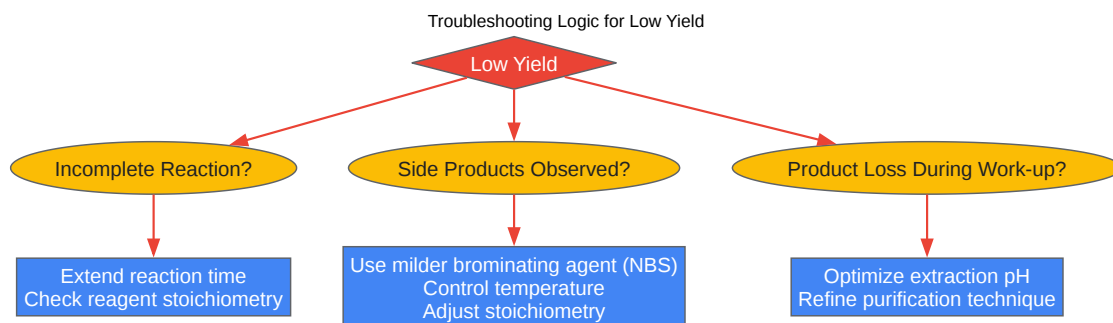 Troubleshooting Logic for Low Yield
Low Yield
Incomplete Reaction?
Side Products Observed?
Product Loss During Work-up?
Extend reaction time
Check reagent stoichiometry
Use milder brominating agent (NBS)
Control temperature
Adjust stoichiometry
Optimize extraction pH
Refine purification technique